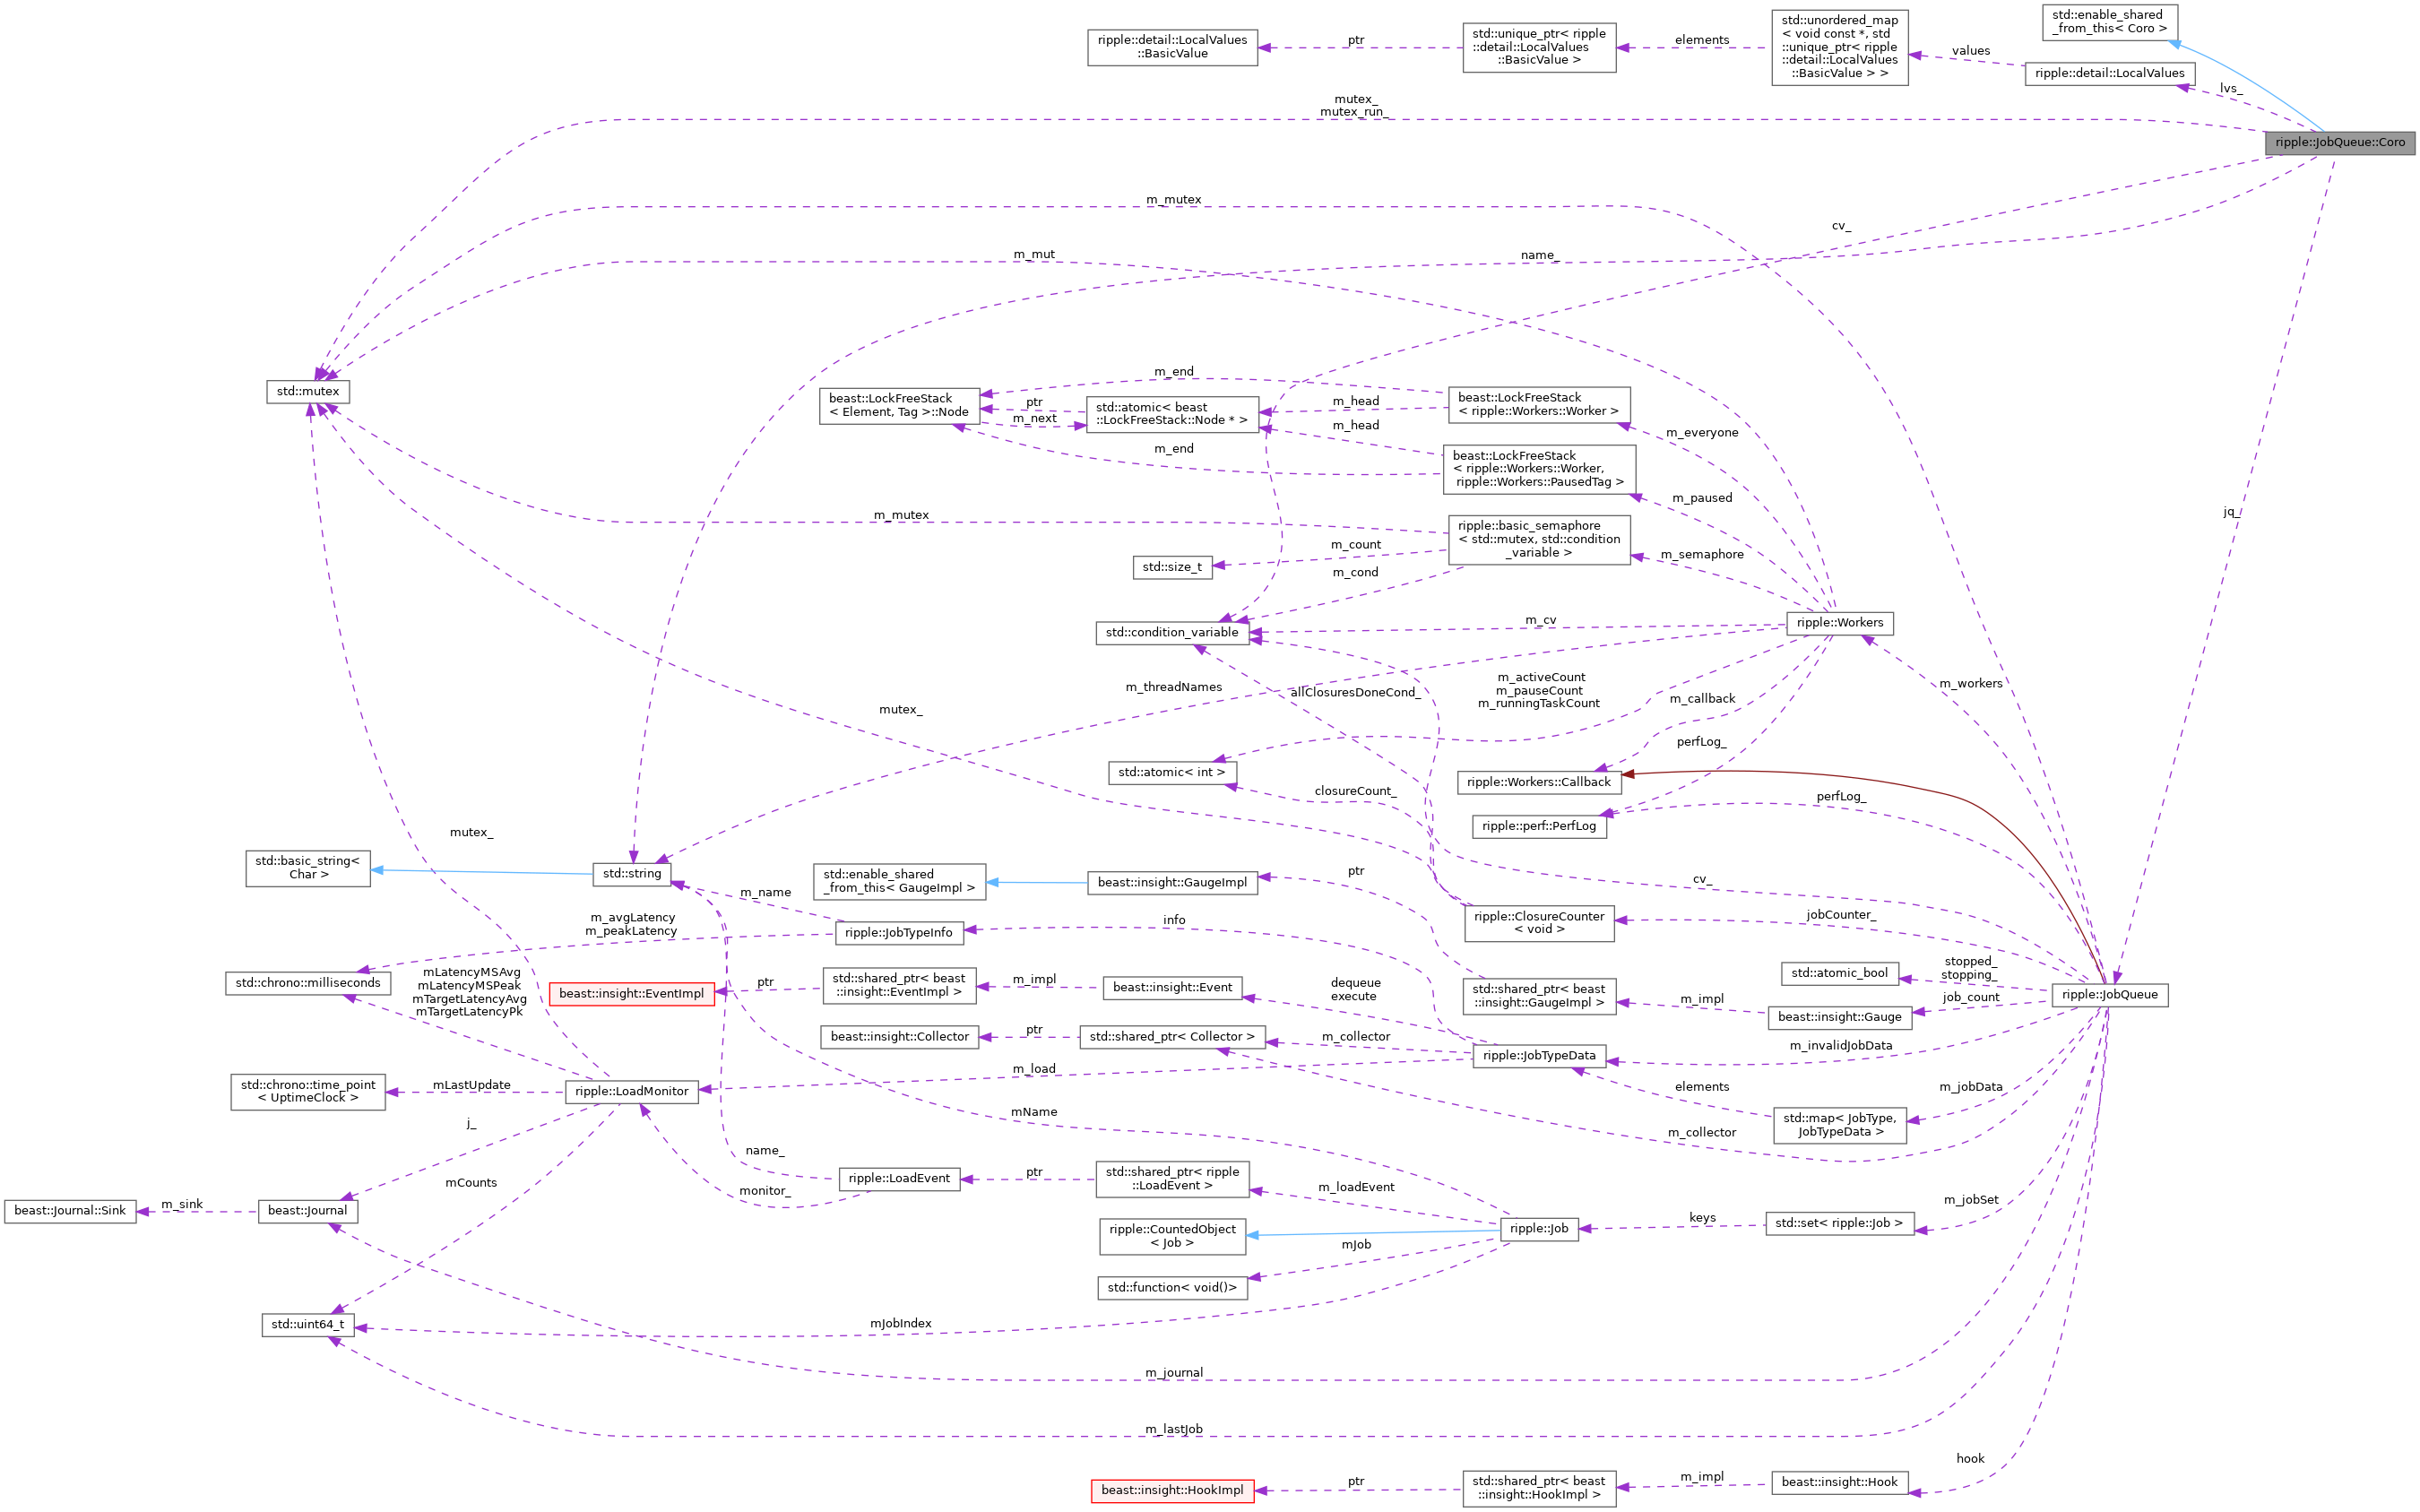 std::enable_shared
_from_this< Coro >
std::unordered_map
< void const *, std
::unique_ptr< ripple
::detail::LocalValues
::BasicValue > >
std::unique_ptr< ripple
::detail::LocalValues
::BasicValue >
ripple::detail::LocalValues
::BasicValue
ptr
elements
values
ripple::detail::LocalValues
lvs_
mutex_
mutex_run_
ripple::JobQueue::Coro
m_mutex
cv_
m_mut
name_
m_end
std::mutex
beast::LockFreeStack
< Element, Tag >::Node
ptr
m_next
std::atomic< beast
::LockFreeStack::Node * >
m_head
m_head
beast::LockFreeStack
< ripple::Workers::Worker >
m_everyone
m_end
beast::LockFreeStack
< ripple::Workers::Worker,
ripple::Workers::PausedTag >
m_paused
m_mutex
jq_
ripple::basic_semaphore
< std::mutex, std::condition
_variable >
m_semaphore
m_count
std::size_t
m_cond
std::condition_variable
m_cv
ripple::Workers
m_threadNames
allClosuresDoneCond_
m_activeCount
m_pauseCount
m_runningTaskCount
m_callback
m_workers
mutex_
perfLog_
std::atomic< int >
ripple::Workers::Callback
closureCount_
perfLog_
ripple::perf::PerfLog
mutex_
std::basic_string<
Char >
std::string
std::enable_shared
_from_this< GaugeImpl >
beast::insight::GaugeImpl
ptr
cv_
m_name
m_avgLatency
m_peakLatency
ripple::JobTypeInfo
info
ripple::ClosureCounter
< void >
jobCounter_
std::chrono::milliseconds
mLatencyMSAvg
mLatencyMSPeak
mTargetLatencyAvg
mTargetLatencyPk
beast::insight::EventImpl
ptr
std::shared_ptr< beast
::insight::EventImpl >
m_impl
beast::insight::Event
dequeue
execute
std::shared_ptr< beast
::insight::GaugeImpl >
m_impl
std::atomic_bool
stopped_
stopping_
job_count
beast::insight::Gauge
ripple::JobQueue
beast::insight::Collector
ptr
std::shared_ptr< Collector >
m_collector
ripple::JobTypeData
m_invalidJobData
m_load
std::chrono::time_point
< UptimeClock >
mLastUpdate
ripple::LoadMonitor
elements
m_jobData
std::map< JobType,
JobTypeData >
j_
mName
m_collector
name_
mCounts
monitor_
ripple::LoadEvent
ptr
std::shared_ptr< ripple
::LoadEvent >
m_loadEvent
beast::Journal::Sink
m_sink
beast::Journal
ripple::CountedObject
< Job >
ripple::Job
keys
std::set< ripple::Job >
m_jobSet
mJob
std::function< void()>
std::uint64_t
mJobIndex
m_journal
m_lastJob
hook
beast::insight::HookImpl
ptr
std::shared_ptr< beast
::insight::HookImpl >
m_impl
beast::insight::Hook